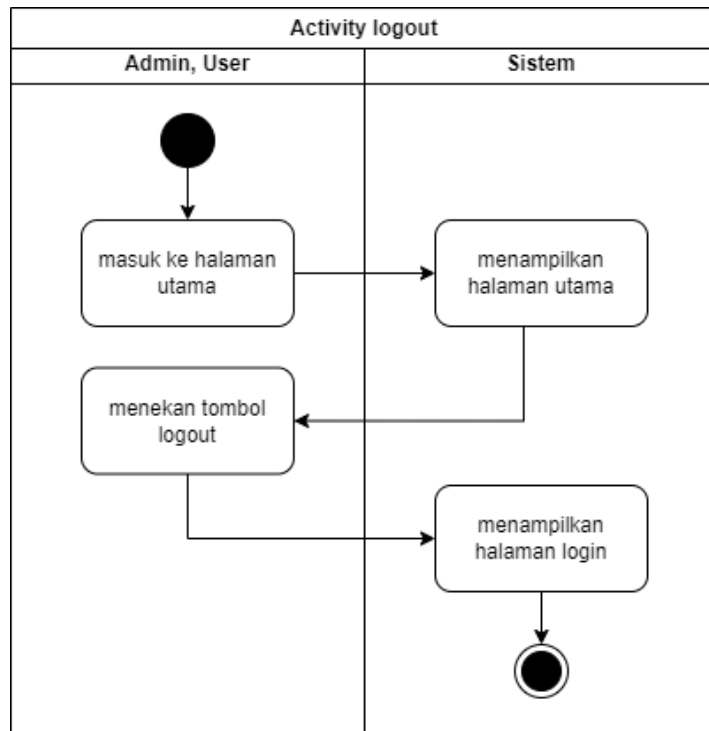 Activity logout
Admin, User
Sistem
masuk ke halaman
utama
menampilkan
halaman utama
menekan tombol
logout
menampilkan
halaman login